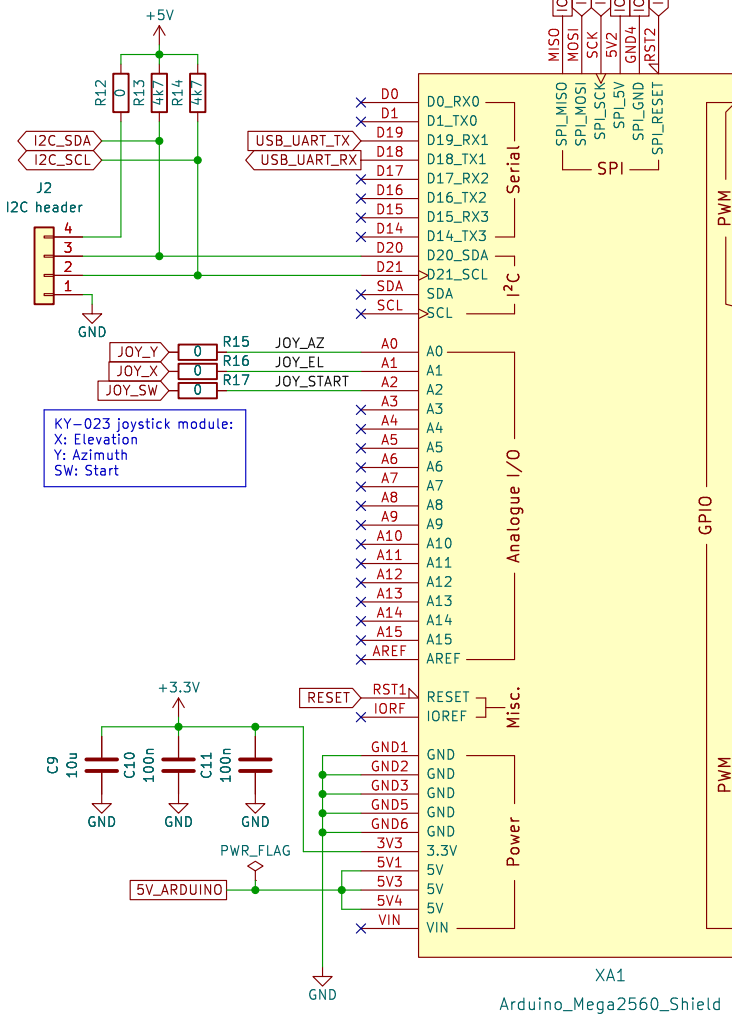 +5V
R12
0
R13
4k7
R14
4k7
I2C_SDA
I2C_SCL
J2
I2C header
4
3
2
1
GND
USB_UART_TX
USB_UART_RX
D0
D1
D19
D18
D17
D16
D15
D14
D20
D21
SDA
SCL
D0_RX0
D1_TX0
D19_RX1
D18_TX1
D17_RX2
D16_TX2
D15_RX3
D14_TX3
D20_SDA
D21_SCL
SDA
SCL
Serial
I²C
MISO
MOSI
SCK
5V2
GND4
RST2
SPI_MISO
SPI_MOSI
SPI_SCK
SPI_5V
SPI_GND
SPI_RESET
SPI
PWM
JOY_Y
0
R15
JOY_AZ
JOY_X
0
R16
JOY_EL
JOY_SW
0
R17
JOY_START
KY-023 joystick module:
X: Elevation
Y: Azimuth
SW: Start
A0
A1
A2
A3
A4
A5
A6
A7
A8
A9
A10
A11
A12
A13
A14
A15
AREF
A0
A1
A2
A3
A4
A5
A6
A7
A8
A9
A10
A11
A12
A13
A14
A15
AREF
Analogue I/O
GPIO
RESET
RST1
IORF
RESET
IOREF
Misc.
+3.3V
C9
10u
C10
100n
C11
100n
GND
GND
GND
PWR_FLAG
5V_ARDUINO
GND1
GND2
GND3
GND5
GND6
3V3
5V1
5V3
5V4
VIN
GND
GND
GND
GND
GND
3.3V
5V
5V
5V
VIN
Power
PWM
GND
XA1
Arduino_Mega2560_Shield